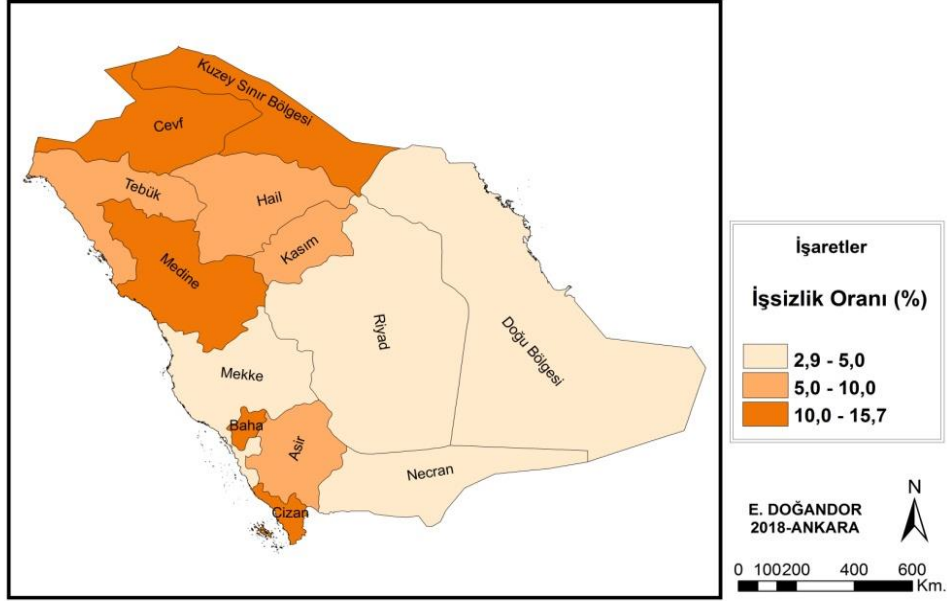 Kuzey Sınır Bölgesi
Cevf
Tebük
Hail
Kasım
Medine
Riyad
Doğu Bölgesi
Mekke
Baha
Asir
Necran
Cizan
İşaretler
İşsizlik Oranı (%)
2,9 - 5,0
5,0 - 10,0
10,0 - 15,7
E. DOĞANDOR
2018-ANKARA
N
0 100200 400 600
Km.